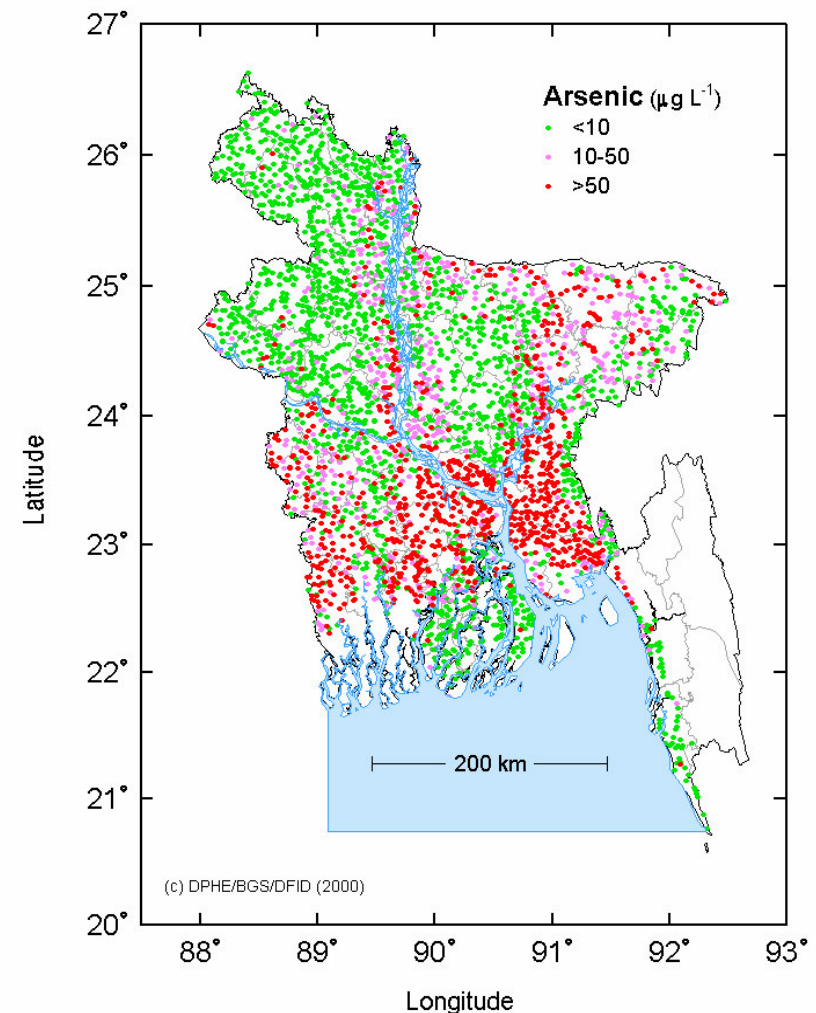 27°
Arsenic (µg L⁻¹)
<10
10-50
>50
26°
25°
24°
23°
22°
21°
20°
Latitude
200 km
(c) DPHE/BGS/DFID (2000)
88° 89° 90° 91° 92° 93°
Longitude